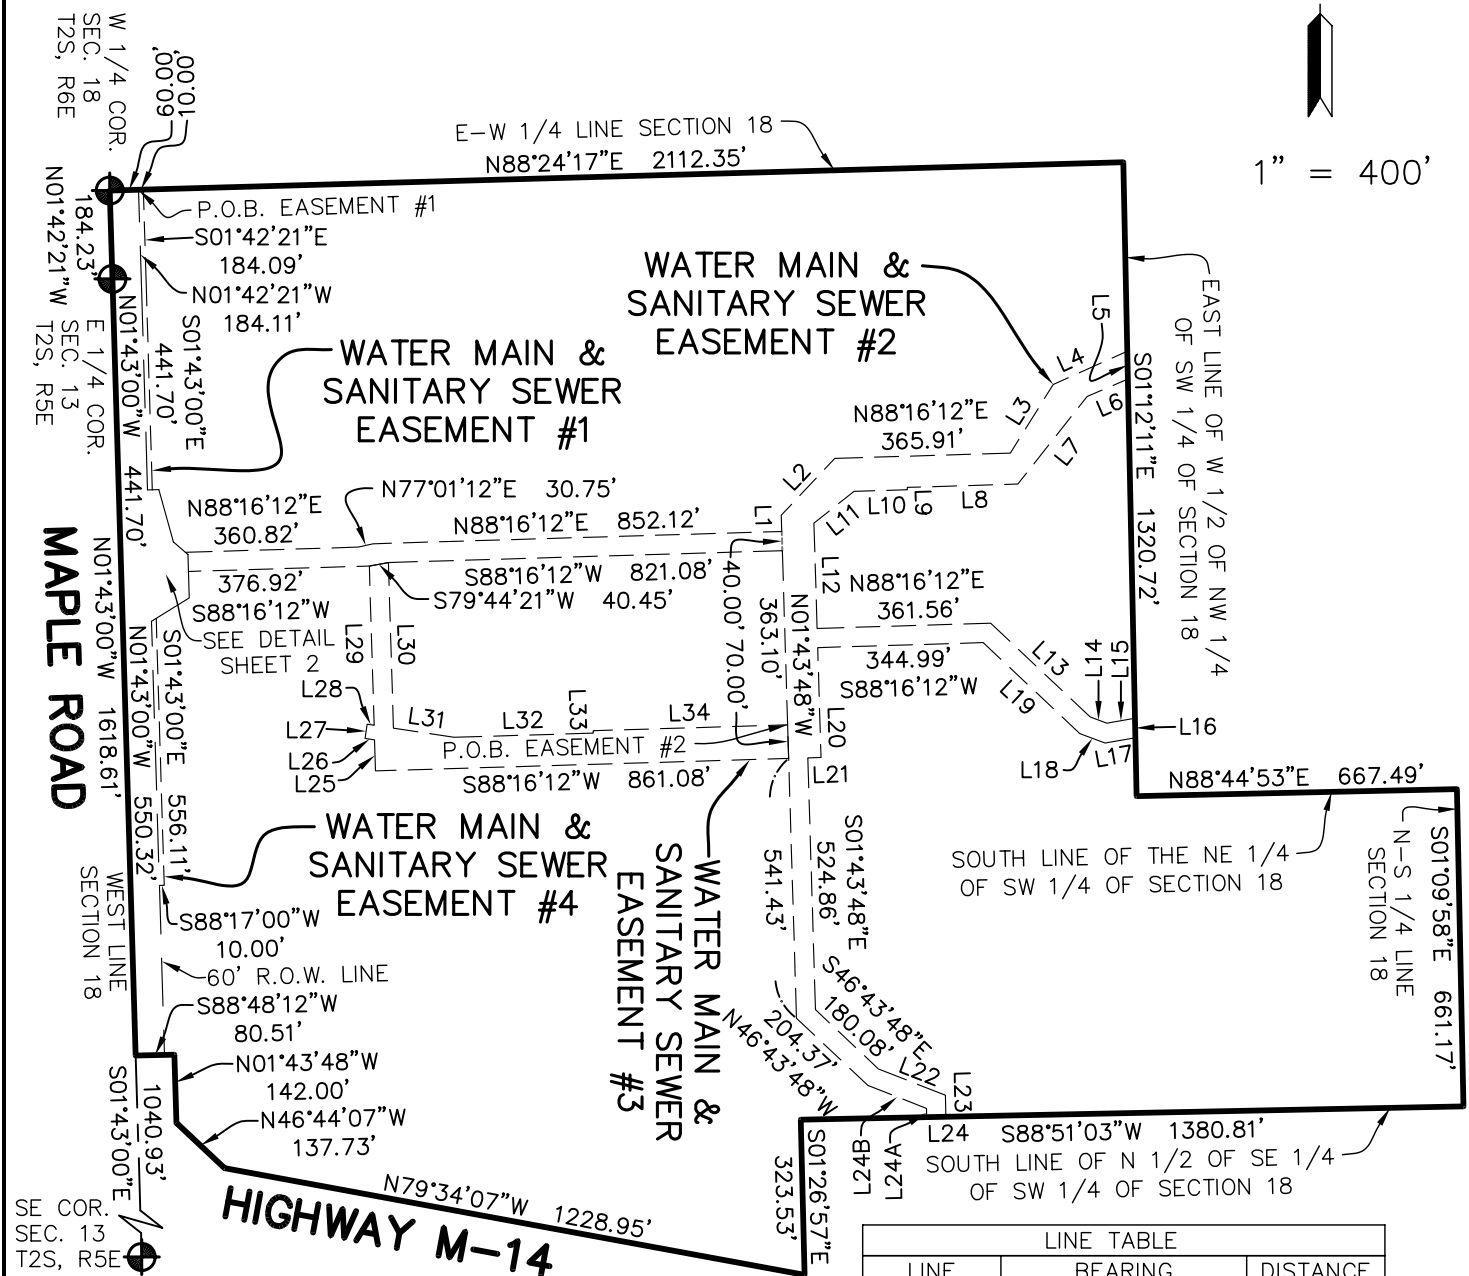 1" = 400'
W 1/4 COR.
SEC. 18
T2S, R6E
10.00'
60.00'
E-W 1/4 LINE SECTION 18
N88°24'17"E 2112.35'
P.O.B. EASEMENT #1
S01°42'21"E
184.09'
N01°42'21"W
184.11'
184.23'
N01°42'21"W
E 1/4 COR.
SEC. 13
T2S, R5E
N01°43'00"W 441.70'
S01°43'00"E
441.70'
WATER MAIN &
SANITARY SEWER
EASEMENT #1
WATER MAIN &
SANITARY SEWER
EASEMENT #2
EAST LINE OF W 1/2 OF NW 1/4
OF SW 1/4 OF SECTION 18
S01°12'11"E 1320.72'
L5
L4
L6
L3
L7
N88°16'12"E
365.91'
L2
L8
L9
L10
L11
L1
L12
N88°16'12"E
360.82'
N77°01'12"E 30.75'
N88°16'12"E 852.12'
376.92'
S88°16'12"W
S88°16'12"W 821.08'
S79°44'21"W 40.45'
SEE DETAIL
SHEET 2
40.00'
70.00'
363.10'
N01°43'48"W
N88°16'12"E
361.56'
344.99'
S88°16'12"W
L13
L14
L15
L16
L17
L18
L19
L20
L21
L29
L30
L28
L27
L26
L25
L31
L32
L33
L34
P.O.B. EASEMENT #2
S88°16'12"W 861.08'
MAPLE ROAD
N01°43'00"W 1618.61'
N01°43'00"W 550.32'
S01°43'00"E 556.11'
WATER MAIN &
SANITARY SEWER
EASEMENT #4
WATER MAIN &
SANITARY SEWER
EASEMENT #3
541.43'
524.86'
S01°43'48"E
N88°44'53"E 667.49'
SOUTH LINE OF THE NE 1/4
OF SW 1/4 OF SECTION 18
N-S 1/4 LINE
SECTION 18
S01°09'58"E 661.17'
WEST LINE
SECTION 18
S88°17'00"W
10.00'
60' R.O.W. LINE
S88°48'12"W
80.51'
N01°43'48"W
142.00'
N46°44'07"W
137.73'
S46°43'48"E
180.08'
204.37'
N46°43'48"W
L22
L23
L24
L24A
L24B
S88°51'03"W 1380.81'
SOUTH LINE OF N 1/2 OF SE 1/4
OF SW 1/4 OF SECTION 18
S01°26'57"E
323.53'
1040.93'
S01°43'00"E
SE COR.
SEC. 13
T2S, R5E
N79°34'07"W 1228.95'
HIGHWAY M-14
LINE TABLE
LINE BEARING DISTANCE